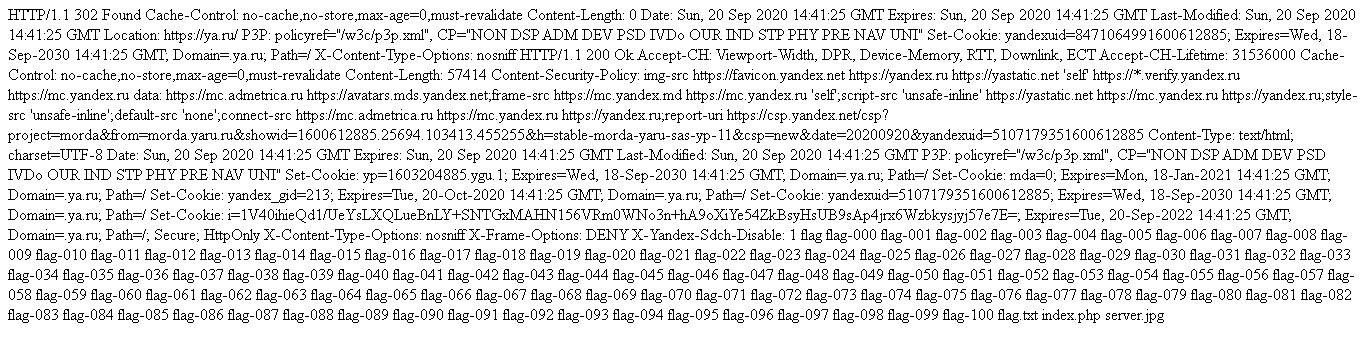 HTTP/1.1 302 Found Cache-Control: no-cache,no-store,max-age=0,must-revalidate Content-Length: 0 Date: Sun, 20 Sep 2020 14:41:25 GMT Expires: Sun, 20 Sep 2020 14:41:25 GMT Last-Modified: Sun, 20 Sep 2020
14:41:25 GMT Location: https://ya.ru/ P3P: policyref="/w3c/p3p.xml", CP="NON DSP ADM DEV PSD IVDo OUR IND STP PHY PRE NAV UNI" Set-Cookie: yandexuid=84710649916006128​85; Expires=Wed, 18-
Sep-2030 14:41:25 GMT; Domain=.ya.ru; Path=/ X-Content-Type-Options: nosniff HTTP/1.1 200 Ok Accept-CH: Viewport-Width, DPR, Device-Memory, RTT, Downlink, ECT Accept-CH-Lifetime: 31536000 Cache-
Control: no-cache,no-store,max-age=0,must-revalidate Content-Length: 57414 Content-Security-Policy: img-src https://favicon.yandex.net https://yandex.ru https://yastatic.net 'self' https://*.verify.yandex.ru
https://mc.yandex.ru data: https://mc.admetrica.ru https://avatars.mds.yandex.net;frame-src https://mc.yandex.md https://mc.yandex.ru 'self';script-src 'unsafe-inline' https://yastatic.net https://mc.yandex.ru https://yandex.ru;style-
src 'unsafe-inline';default-src 'none';connect-src https://mc.admetrica.ru https://mc.yandex.ru https://yandex.ru;report-uri https://csp.yandex.net/csp?
project=morda&from=morda.yaru.ru&showid=1600612885.25694.103413.455255&h=stable-morda-yaru-sas-yp-11&csp=new&date=20200920&yandexuid=5107179351600612885 Content-Type: text/html;
charset=UTF-8 Date: Sun, 20 Sep 2020 14:41:25 GMT Expires: Sun, 20 Sep 2020 14:41:25 GMT Last-Modified: Sun, 20 Sep 2020 14:41:25 GMT P3P: policyref="/w3c/p3p.xml", CP="NON DSP ADM DEV PSD
IVDo OUR IND STP PHY PRE NAV UNI" Set-Cookie: yp=1603204885.ygu.1; Expires=Wed, 18-Sep-2030 14:41:25 GMT; Domain=.ya.ru; Path=/ Set-Cookie: mda=0; Expires=Mon, 18-Jan-2021 14:41:25 GMT;
Domain=.ya.ru; Path=/ Set-Cookie: yandex_gid=213; Expires=Tue, 20-Oct-2020 14:41:25 GMT; Domain=.ya.ru; Path=/ Set-Cookie: yandexuid=5107179351600612885; Expires=Wed, 18-Sep-2030 14:41:25 GMT;
Domain=.ya.ru; Path=/ Set-Cookie: i=1V40ihieQd1/UeYsLXQLueBnLY+SNTGxMAHN156VRm0WNo3n+hA9oXiYe54ZkBsyHsUB9sAp4jrx6Wzbkysjyj57e7E=; Expires=Tue, 20-Sep-2022 14:41:25 GMT;
Domain=.ya.ru; Path=/; Secure; HttpOnly X-Content-Type-Options: nosniff X-Frame-Options: DENY X-Yandex-Sdch-Disable: 1 flag flag-000 flag-001 flag-002 flag-003 flag-004 flag-005 flag-006 flag-007 flag-008 flag-
009 flag-010 flag-011 flag-012 flag-013 flag-014 flag-015 flag-016 flag-017 flag-018 flag-019 flag-020 flag-021 flag-022 flag-023 flag-024 flag-025 flag-026 flag-027 flag-028 flag-029 flag-030 flag-031 flag-032 flag-033
flag-034 flag-035 flag-036 flag-037 flag-038 flag-039 flag-040 flag-041 flag-042 flag-043 flag-044 flag-045 flag-046 flag-047 flag-048 flag-049 flag-050 flag-051 flag-052 flag-053 flag-054 flag-055 flag-056 flag-057 flag-
058 flag-059 flag-060 flag-061 flag-062 flag-063 flag-064 flag-065 flag-066 flag-067 flag-068 flag-069 flag-070 flag-071 flag-072 flag-073 flag-074 flag-075 flag-076 flag-077 flag-078 flag-079 flag-080 flag-081 flag-082
flag-083 flag-084 flag-085 flag-086 flag-087 flag-088 flag-089 flag-090 flag-091 flag-092 flag-093 flag-094 flag-095 flag-096 flag-097 flag-098 flag-099 flag-100 flag.txt index.php server.jpg